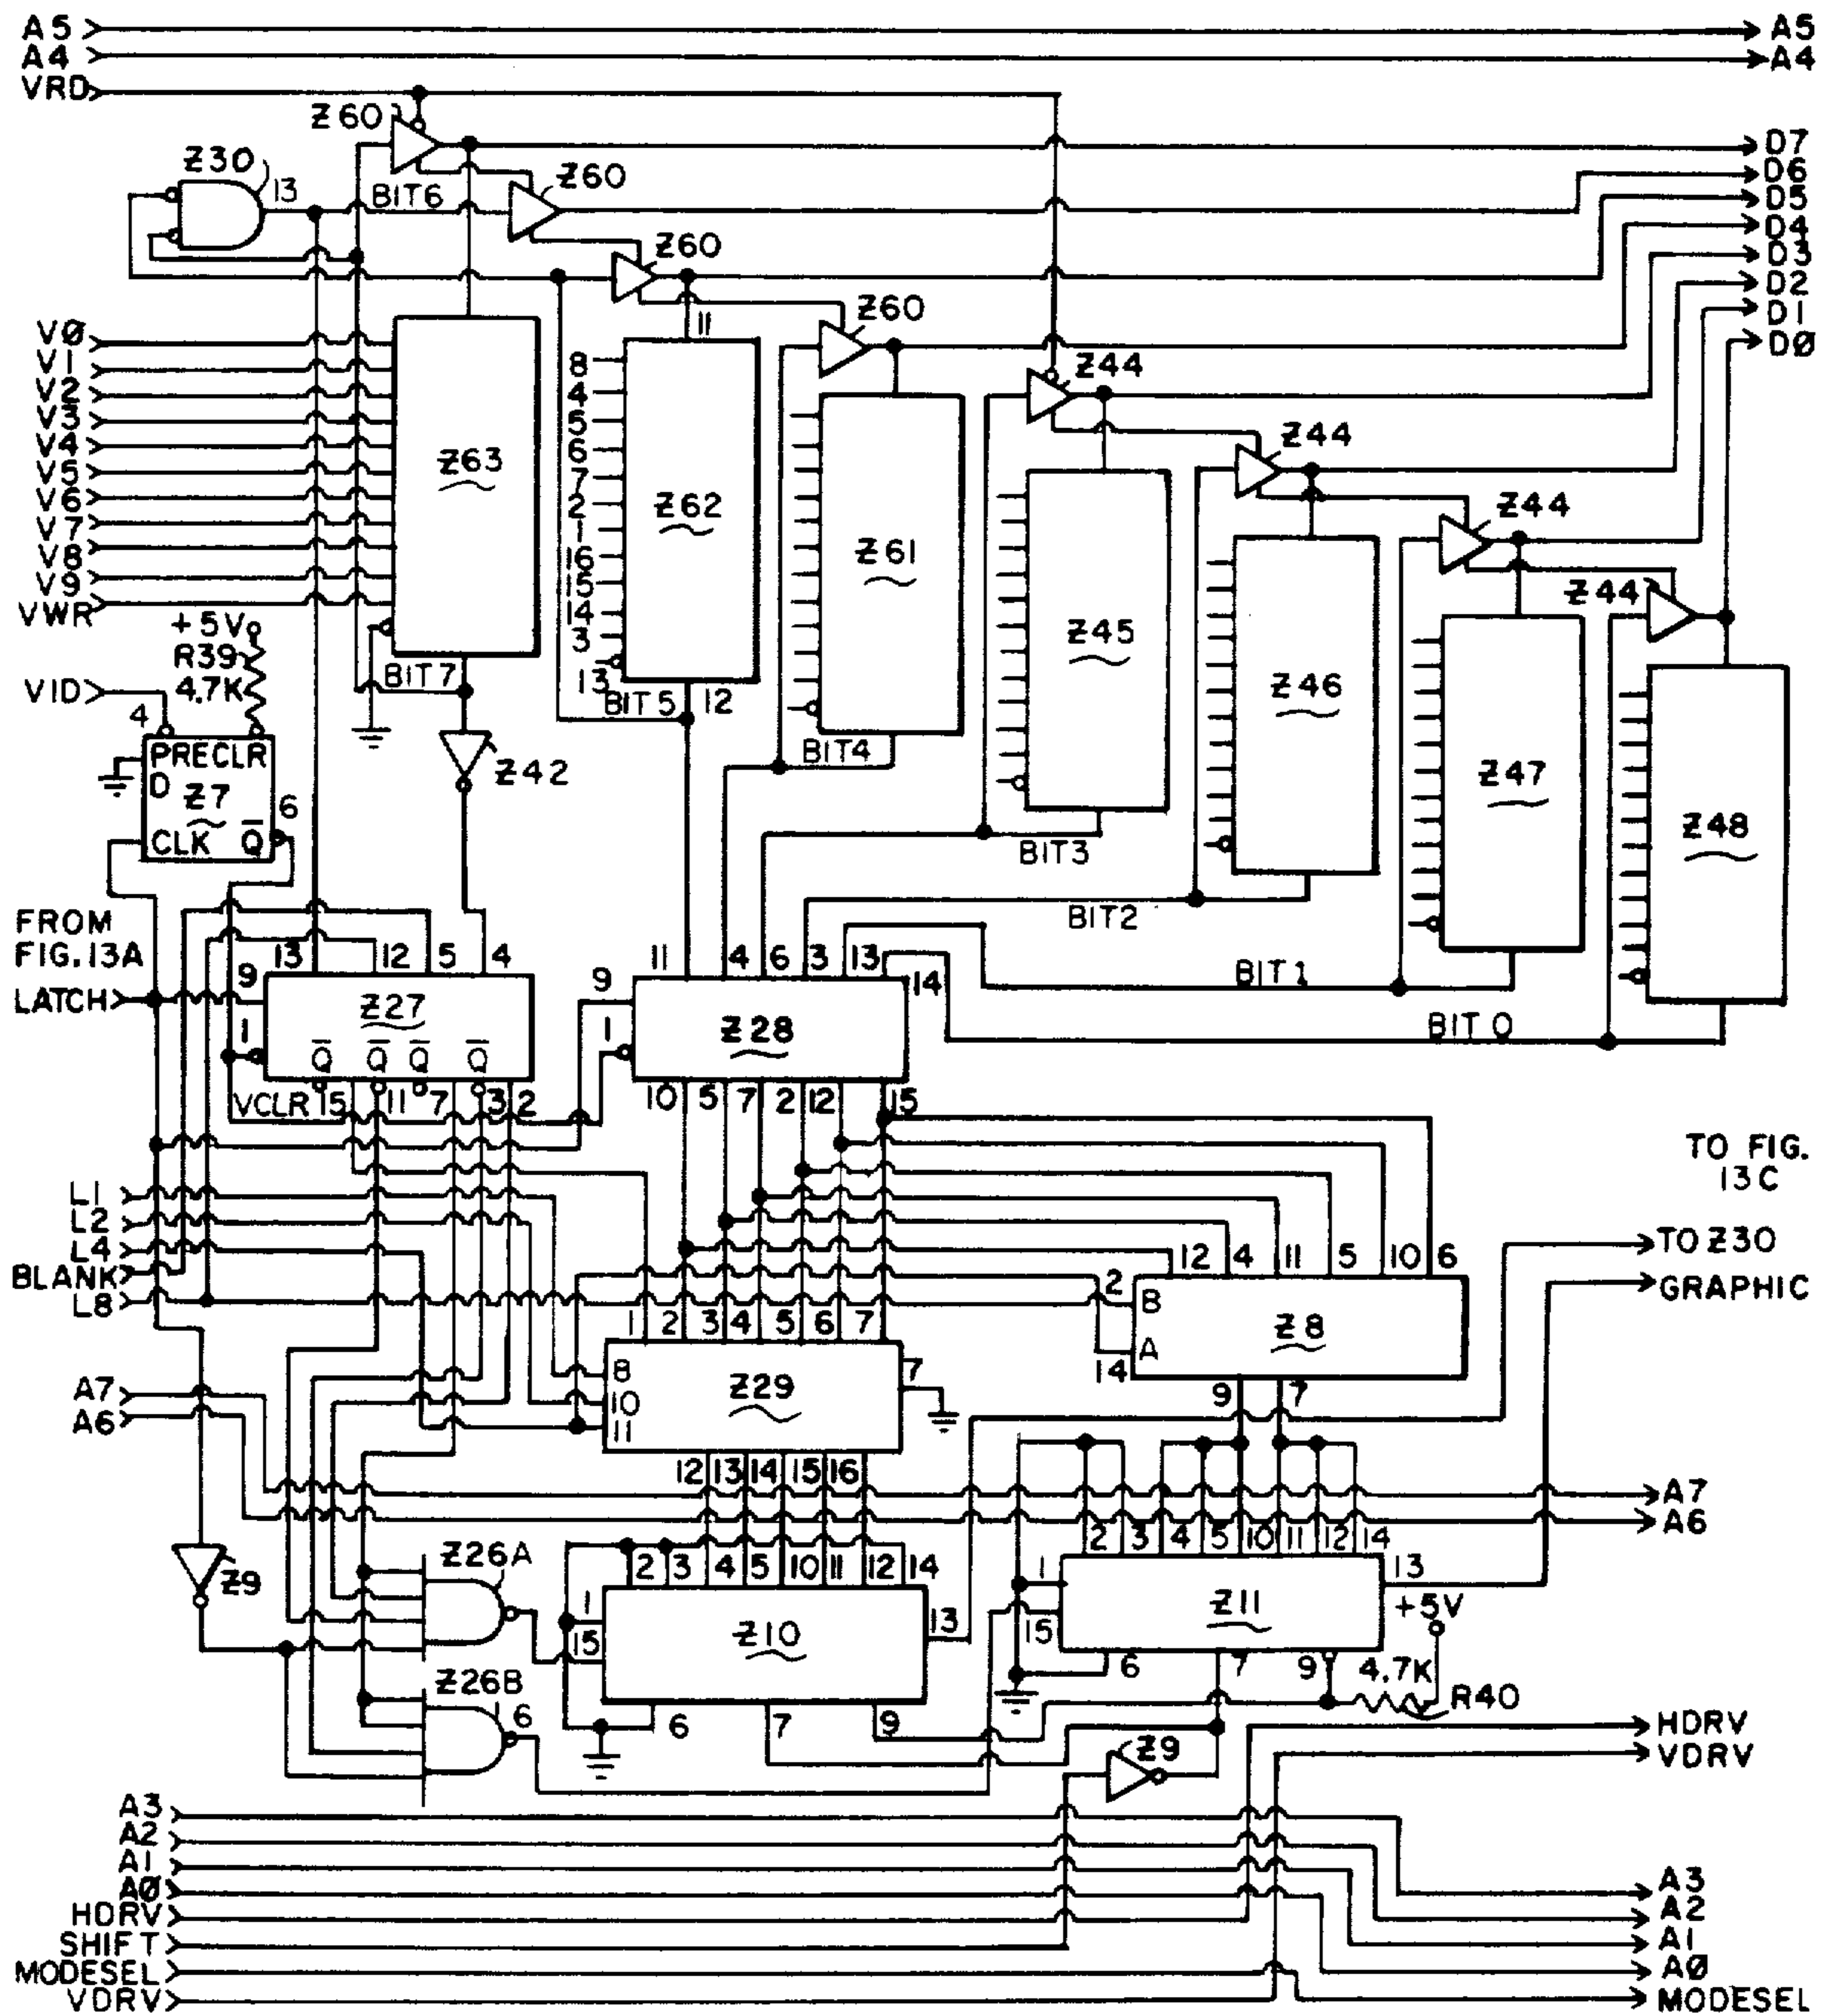 A5 A5
A4 A4
VRD
Z60
D7
Z30 13
Z60
D6
BIT6
D5
D4
Z60
D3
D2
Z60
D1
11
VØ
DØ
V1
8
Z44
V2
4
V3
5
V4
6
Z44
V5
Z63
7
V6
2
Z62
Z44
V7
1
V8
16
Z61
V9
15
Z44
VWR
14
+5V
3
Z45
R39
BIT7
13
VID
4.7K
BIT5 12
Z46
4
PRE CLR
BIT4
D
Z42
Z47
Z7 6
Z48
CLK Q̅
BIT3
FROM
BIT2
FIG.13A
13 12 5 4
11 4 6 3 13
14
LATCH
9
9
BIT1
Z27
Z28
1
1
BIT 0
Q̅ Q̅ Q̅ Q̅
VCLR 15 11 7 3 2
10 5 7 2 12 15
TO FIG.
13C
L1
L2
TO Z30
L4
12 4 11 5 10 6
BLANK
GRAPHIC
L8
2 B
1 2 3 4 5 6 7
Z8
A
14
8
7
A7
Z29
9 7
A6
10
11
12 13 14 15 16
A7
A6
2 3 4 5 10 11 12 14
Z26A
Z9
2 3 4 5 10 11 12 14
1
13
1
Z11
+5V
13
15
Z10
15
6 7 9
4.7K
Z26B
R40
6
6 7 9
HDRV
Z9
VDRV
A3
A2
A1
A3
AØ
A2
HDRV
A1
SHIFT
AØ
MODESEL
MODESEL
VDRV